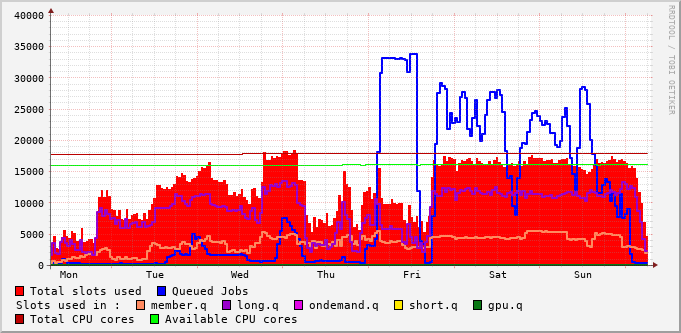 RRDTOOL / TOBI OETIKER
40000
35000
30000
25000
20000
15000
10000
5000
0
Mon Tue Wed Thu Fri Sat Sun
Total slots used Queued Jobs
Slots used in : member.q long.q ondemand.q short.q gpu.q
Total CPU cores Available CPU cores